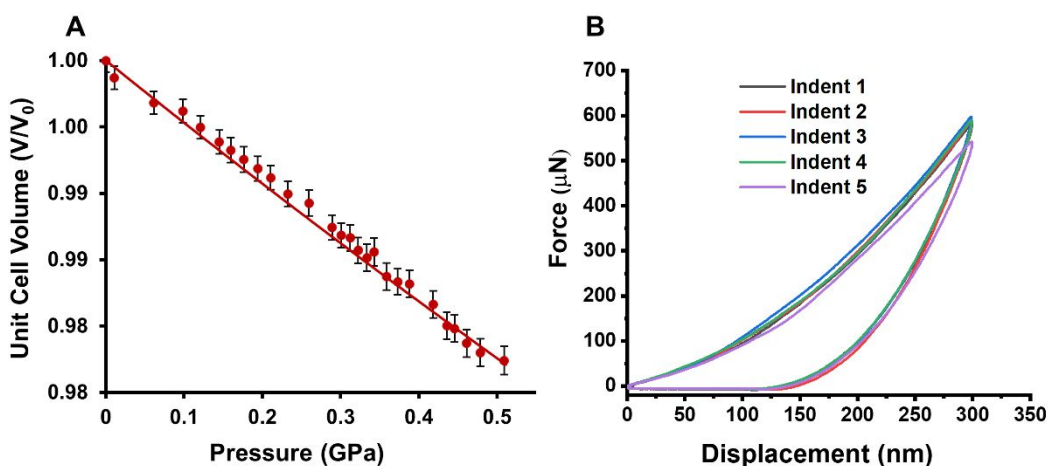 A
Unit Cell Volume (V/V0)
1.00
1.00
0.99
0.99
0.98
0.98
0
0.1
0.2
0.3
0.4
0.5
Pressure (GPa)
B
Force (μN)
700
600
500
400
300
200
100
0
Indent 1
Indent 2
Indent 3
Indent 4
Indent 5
0
50
100
150
200
250
300
350
Displacement (nm)